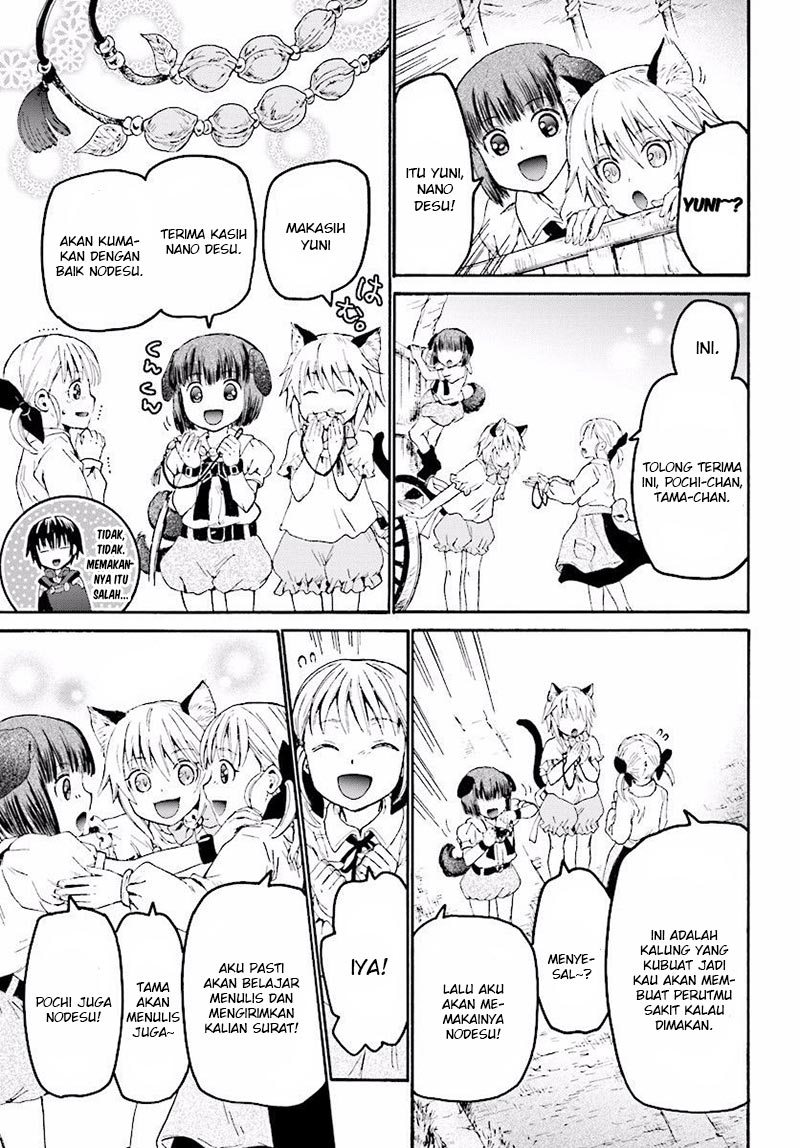 YUNI~?
ITU YUNI,
NANO
DESU!
INI.
TOLONG TERIMA
INI, POCHI-CHAN,
TAMA-CHAN.
MAKASIH
YUNI
はむ。
TERIMA KASIH
NANO DESU.
AKAN KUMA-
KAN DENGAN
BAIK NODESU.
くんくん
TIDAK,
TIDAK.
MEMAKAN-
NYA ITU
SALAH...
INI ADALAH
KALUNG YANG
KUBUAT JADI
KAU AKAN MEM-
BUAT PERUTMU
SAKIT KALAU
DIMAKAN.
MENYE-
SAL~?
LALU AKU
AKAN ME-
MAKAINYA
NODESU!
IYA!
AKU PASTI
AKAN BELAJAR
MENULIS DAN
MENGIRIMKAN
KALIAN SURAT!
TAMA
AKAN
MENULIS
JUGA~
POCHI JUGA
NODESU!